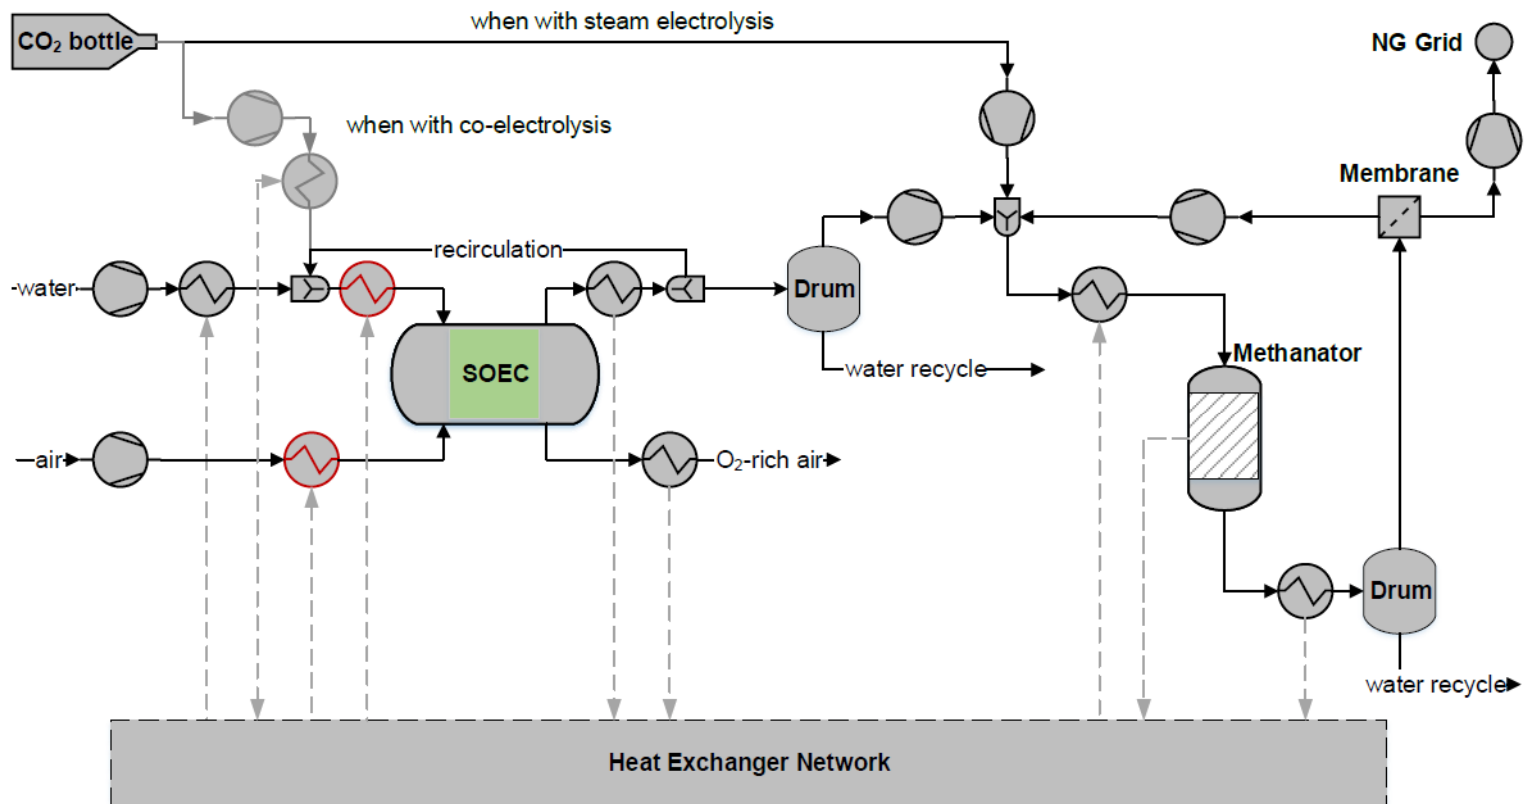 when with steam electrolysis
CO₂ bottle
NG Grid
when with co-electrolysis
Membrane
recirculation
water
Drum
Methanator
SOEC
water recycle
air
O₂-rich air
Drum
water recycle
Heat Exchanger Network